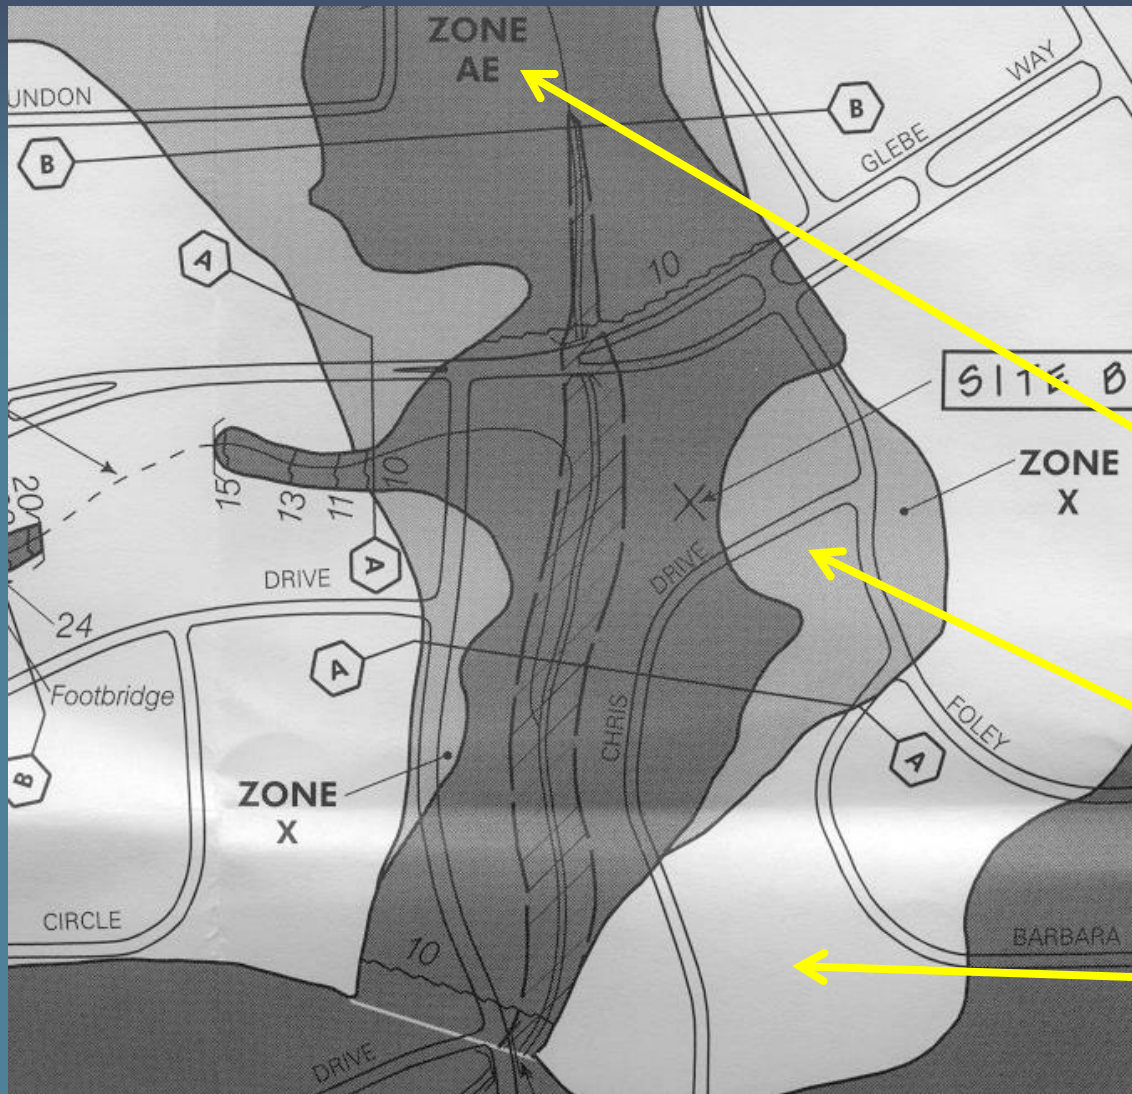 ZONE
AE
UNDON
B
B
WAY
GLEBE
A
10
SITE B
ZONE
X
10
15
13
11
20
DRIVE
A
DRIVE
24
Footbridge
A
CHRIS
FOLEY
A
B
ZONE
X
CIRCLE
10
BARBARA
DRIVE